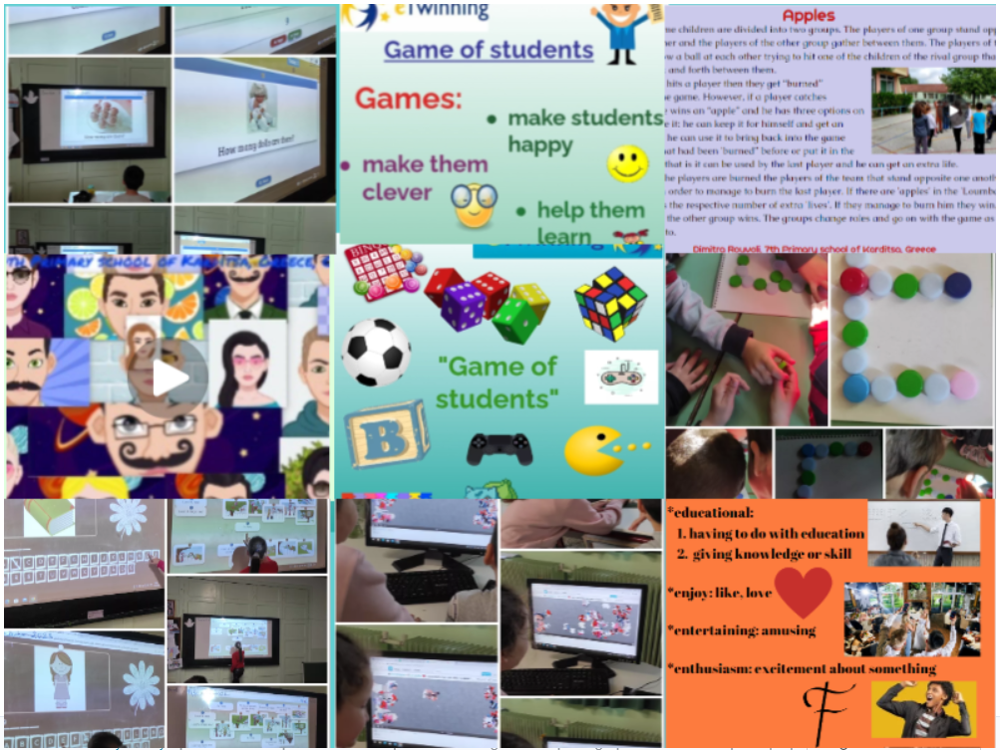 How many dolls are there?
eTwinning
Game of students
Games:
make students
happy
make them
clever
help them
learn
Apples
e children are divided into two groups. The players of one group stand opp
er and the players of the other group gather between them. The players of
w a ball at each other trying to hit one of the children of the rival group tha
and forth between them.
hits a player then they get "burned"
e game. However, if a player catches
wins an "apple" and he has three options on
e it: he can keep it for himself and get an
he can use it to bring back into the game
at had been 'burned" before or put it in the
that is it can be used by the last player and he can get an extra life.
he players are burned the players of the team that stand opposite one anoth
order to manage to burn the last player. If there are 'apples' in the
the respective number of extra 'lives'. If they manage to burn him they win,
the other group wins. The groups change roles and go on with the game as
to.
Dimitra Rouvoli, 7th Primary school of Karditsa, Greece
TH PRIMARY SCHOOL OF KARDITSA, GREECE
BINGO
"Game of
students"
B
*educational:
1. having to do with education
2. giving knowledge or skill
*enjoy: like, love
*entertaining: amusing
*enthusiasm: excitement about something
F